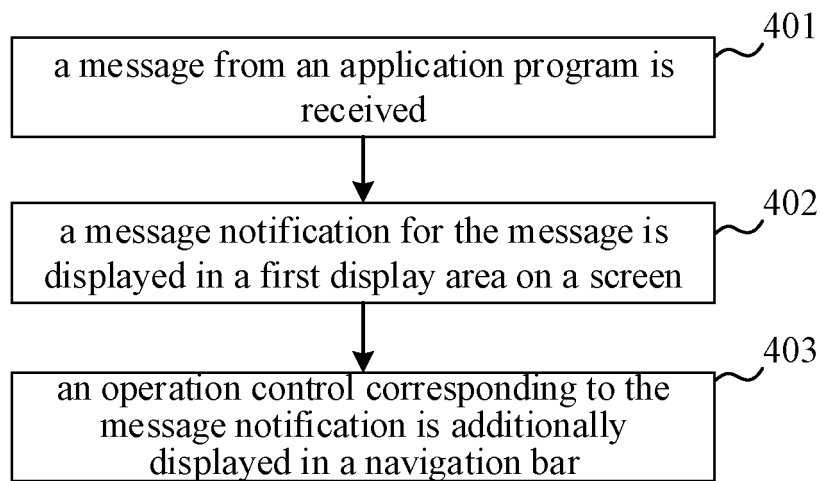 401
a message from an application program is
received
402
a message notification for the message is
displayed in a first display area on a screen
403
an operation control corresponding to the
message notification is additionally
displayed in a navigation bar